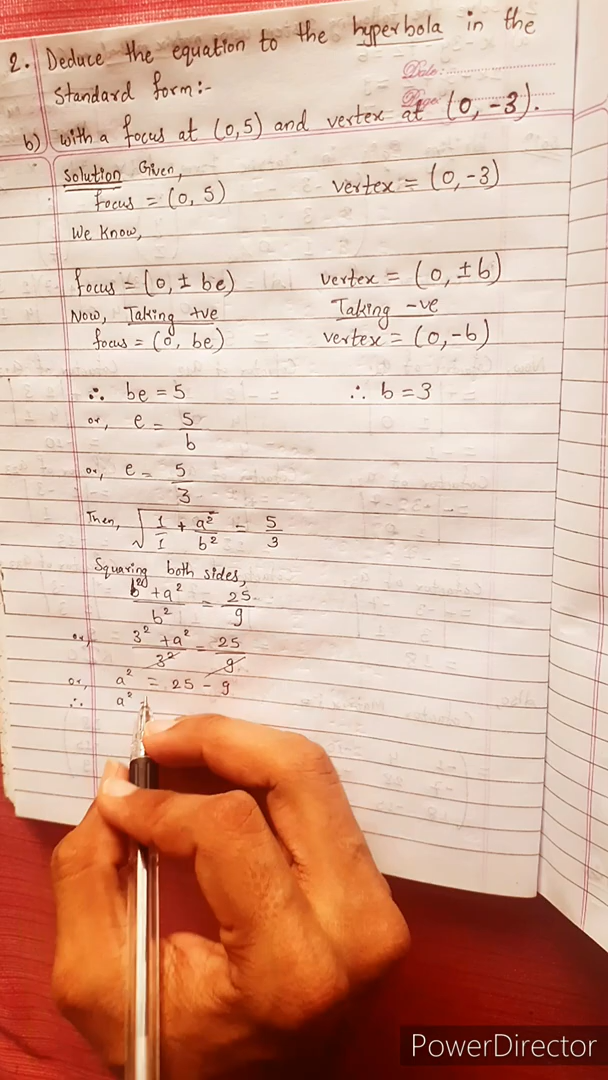 2. Deduce the equation to the hyperbola in the
Standard form:-
Date:
Page:
b) with a focus at (0,5) and vertex at (0,-3).
Solution Given,
focus = (0, 5) vertex = (0,-3)
We know,
focus = (0, ± be) vertex = (0, ±b)
Now, Taking +ve Taking -ve
focus = (0, be) vertex = (0,-b)
∴ be = 5 ∴ b = 3
or, e = 5/b
or, e = 5/3
Then, √(1/1 + a²/b²) = 5/3
Squaring both sides,
(b² + a²)/b² = 25/9
or, (3² + a²)/3² = 25/9
or, a² = 25 - 9
∴ a²
PowerDirector